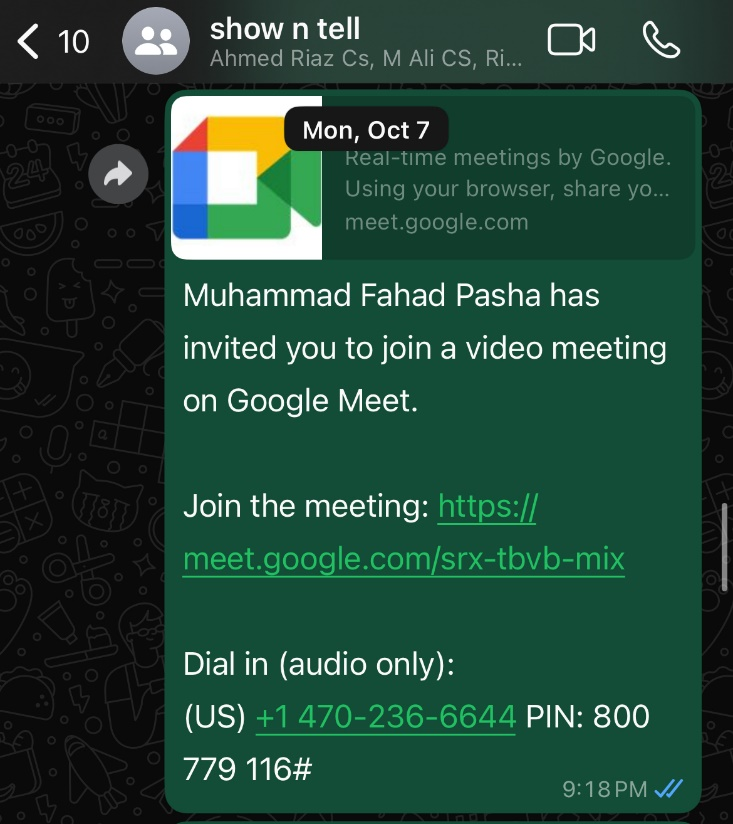 10
show n tell
Ahmed Riaz Cs, M Ali CS, Ri...
Mon, Oct 7
Real-time meetings by Google.
Using your browser, share yo...
meet.google.com
Muhammad Fahad Pasha has
invited you to join a video meeting
on Google Meet.
Join the meeting: https://
meet.google.com/srx-tbvb-mix
Dial in (audio only):
(US) +1 470-236-6644 PIN: 800
779 116#
9:18 PM